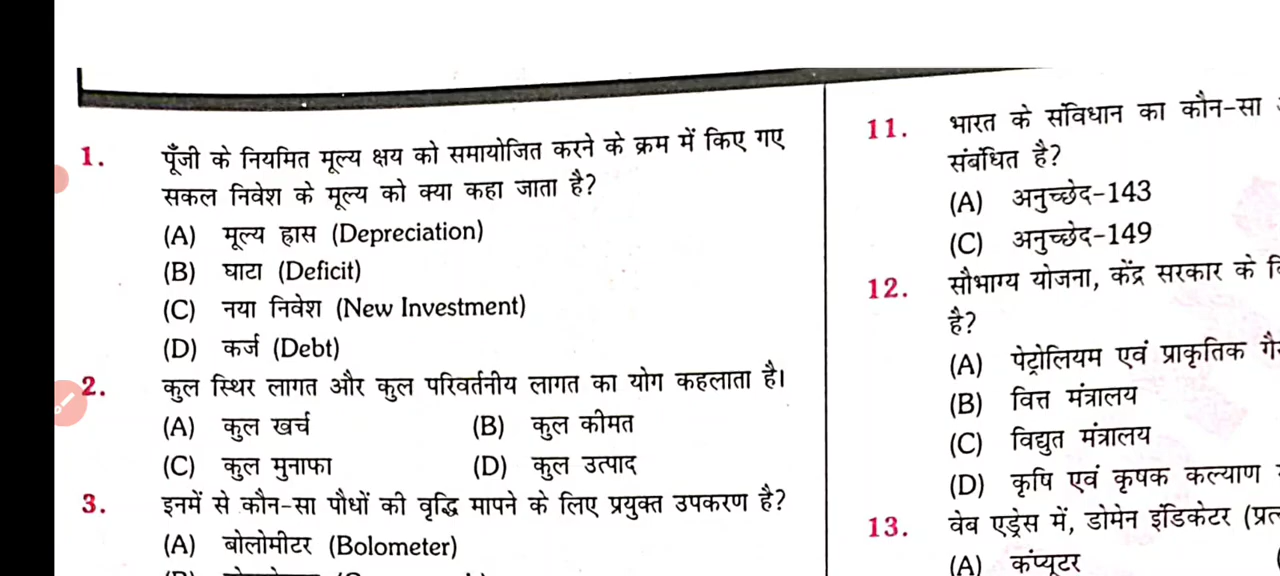 1. पूँजी के नियमित मूल्य क्षय को समायोजित करने के क्रम में किए गए
सकल निवेश के मूल्य को क्या कहा जाता है?
(A) मूल्य ह्रास (Depreciation)
(B) घाटा (Deficit)
(C) नया निवेश (New Investment)
(D) कर्ज (Debt)
2. कुल स्थिर लागत और कुल परिवर्तनीय लागत का योग कहलाता है।
(A) कुल खर्च (B) कुल कीमत
(C) कुल मुनाफा (D) कुल उत्पाद
3. इनमें से कौन-सा पौधों की वृद्धि मापने के लिए प्रयुक्त उपकरण है?
(A) बोलोमीटर (Bolometer)
11. भारत के संविधान का कौन-सा
संबंधित है?
(A) अनुच्छेद-143
(C) अनुच्छेद-149
12. सौभाग्य योजना, केंद्र सरकार के
है?
(A) पेट्रोलियम एवं प्राकृतिक
(B) वित्त मंत्रालय
(C) विद्युत मंत्रालय
(D) कृषि एवं कृषक कल्याण
13. वेब एड्रेस में, डोमेन इंडिकेटर
(A) कंप्यूटर